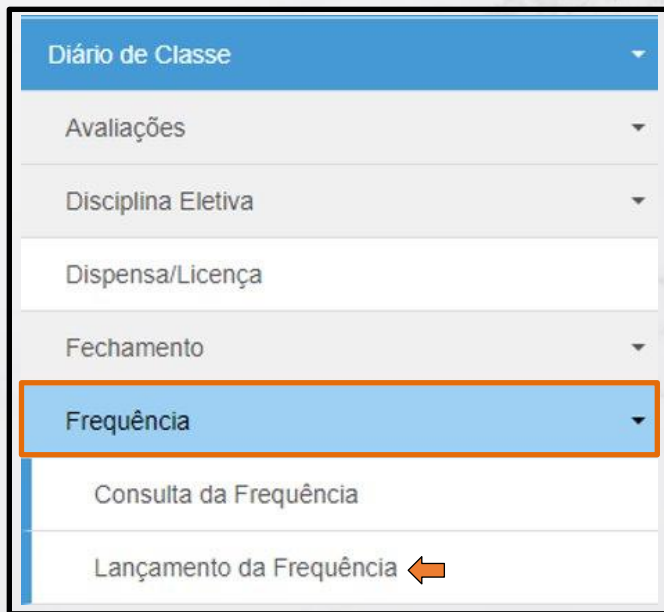 Diário de Classe
Avaliações
Disciplina Eletiva
Dispensa/Licença
Fechamento
Frequência
Consulta da Frequência
Lançamento da Frequência